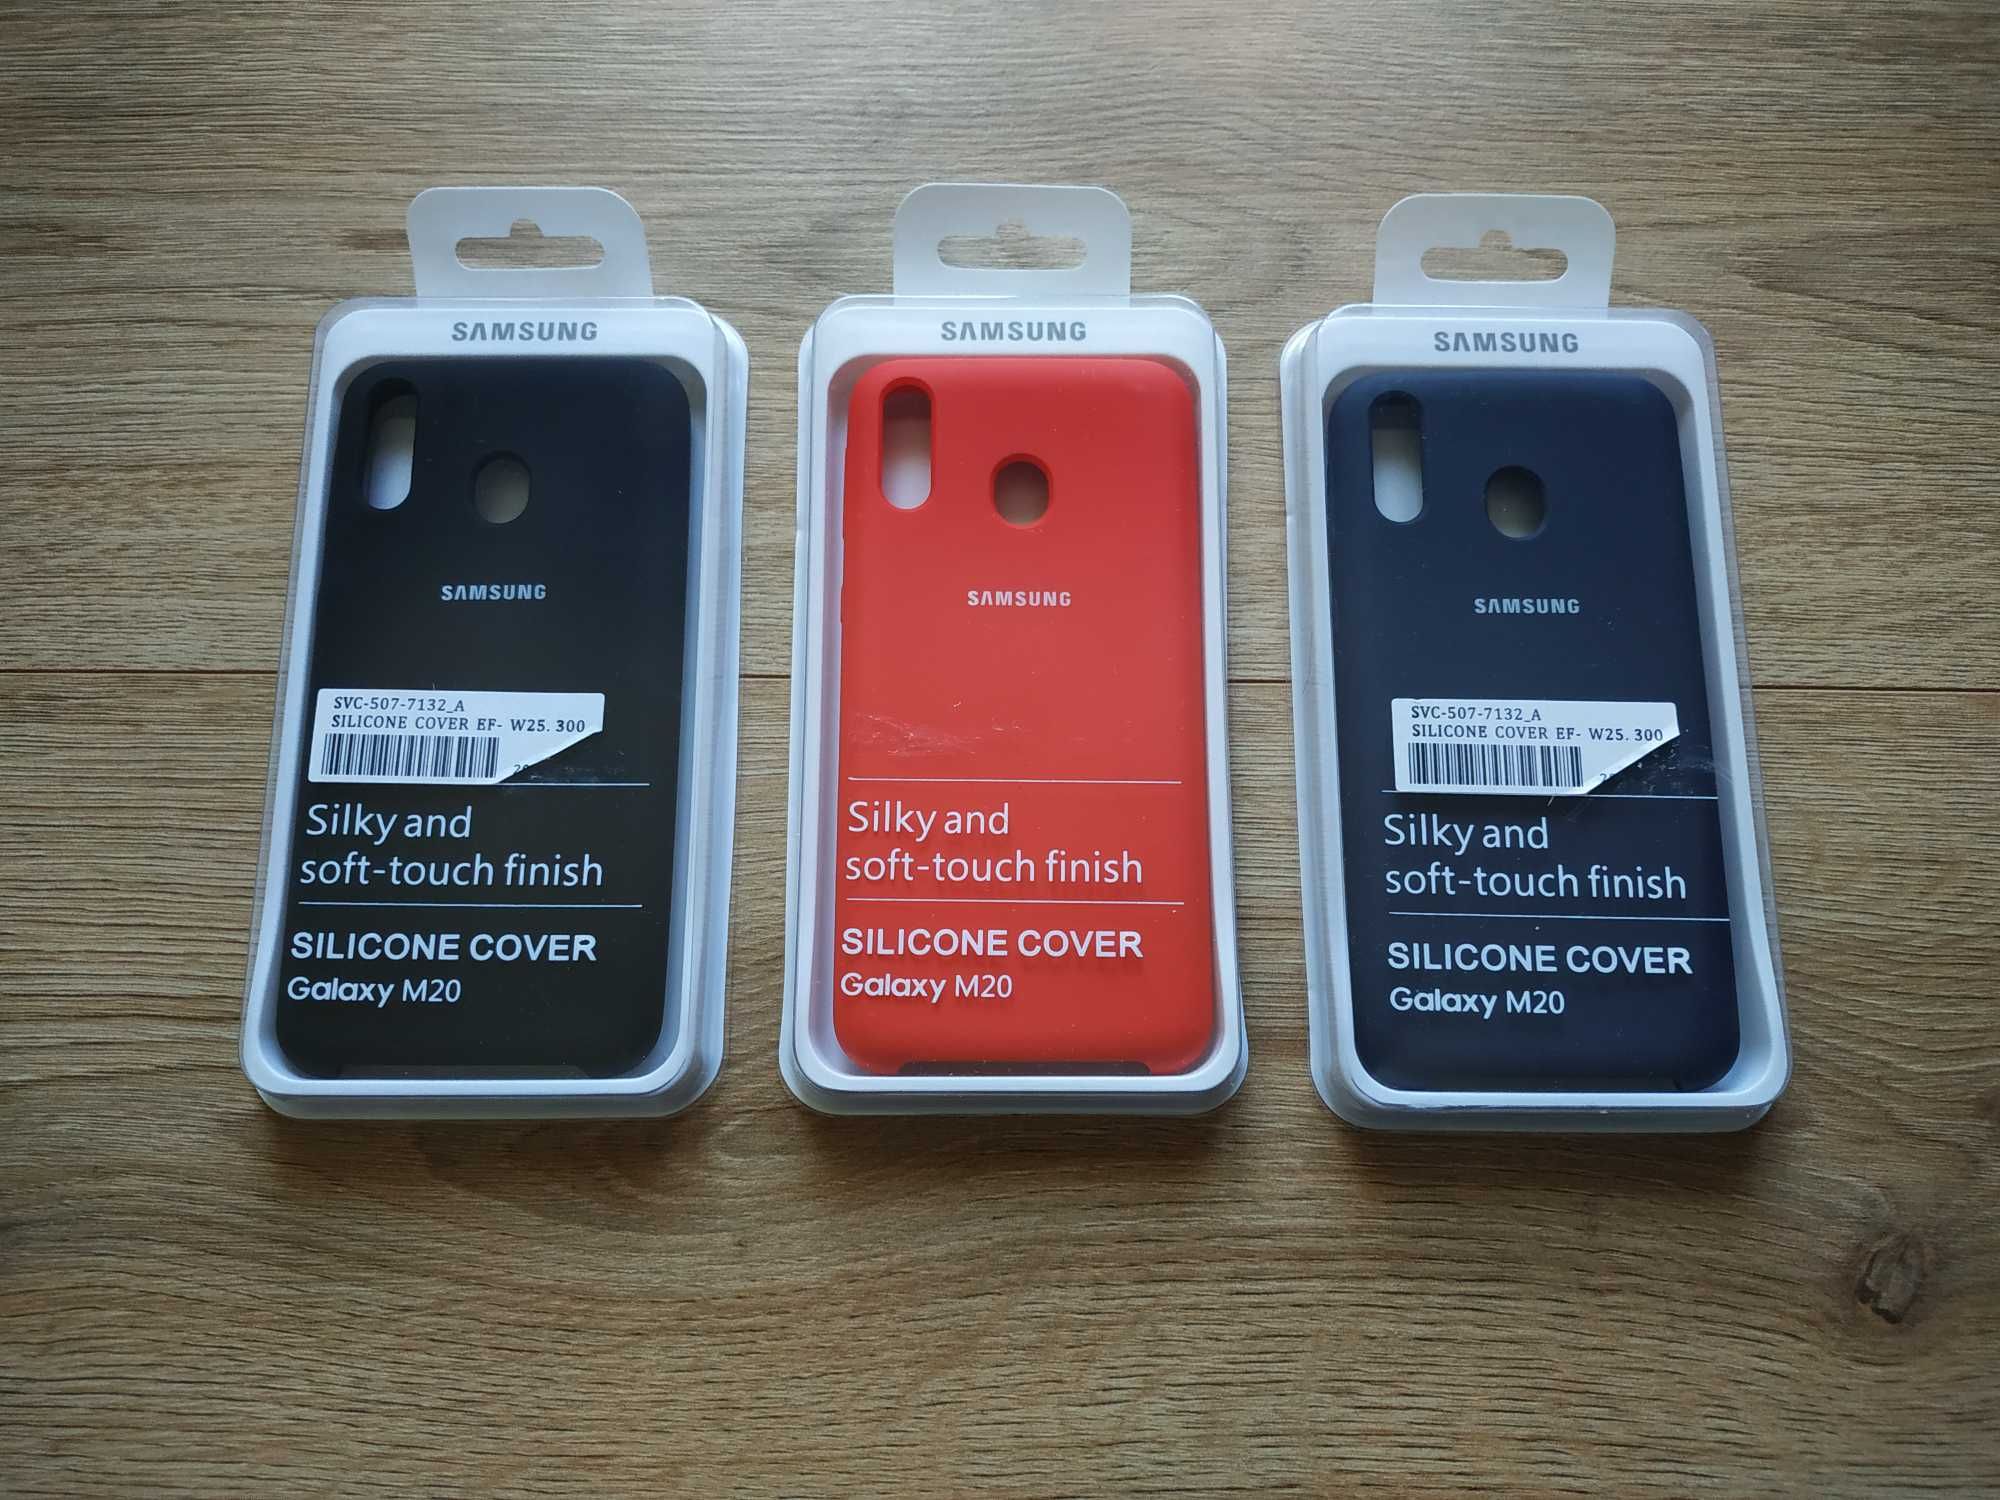 SAMSUNG
SAMSUNG
SVC-507-7132_A
SILICONE COVER EF- W25.300
Silky and
soft-touch finish
SILICONE COVER
Galaxy M20
SAMSUNG
SAMSUNG
Silky and
soft-touch finish
SILICONE COVER
Galaxy M20
SAMSUNG
SAMSUNG
SVC-507-7132_A
SILICONE COVER EF- W25.300
Silky and
soft-touch finish
SILICONE COVER
Galaxy M20